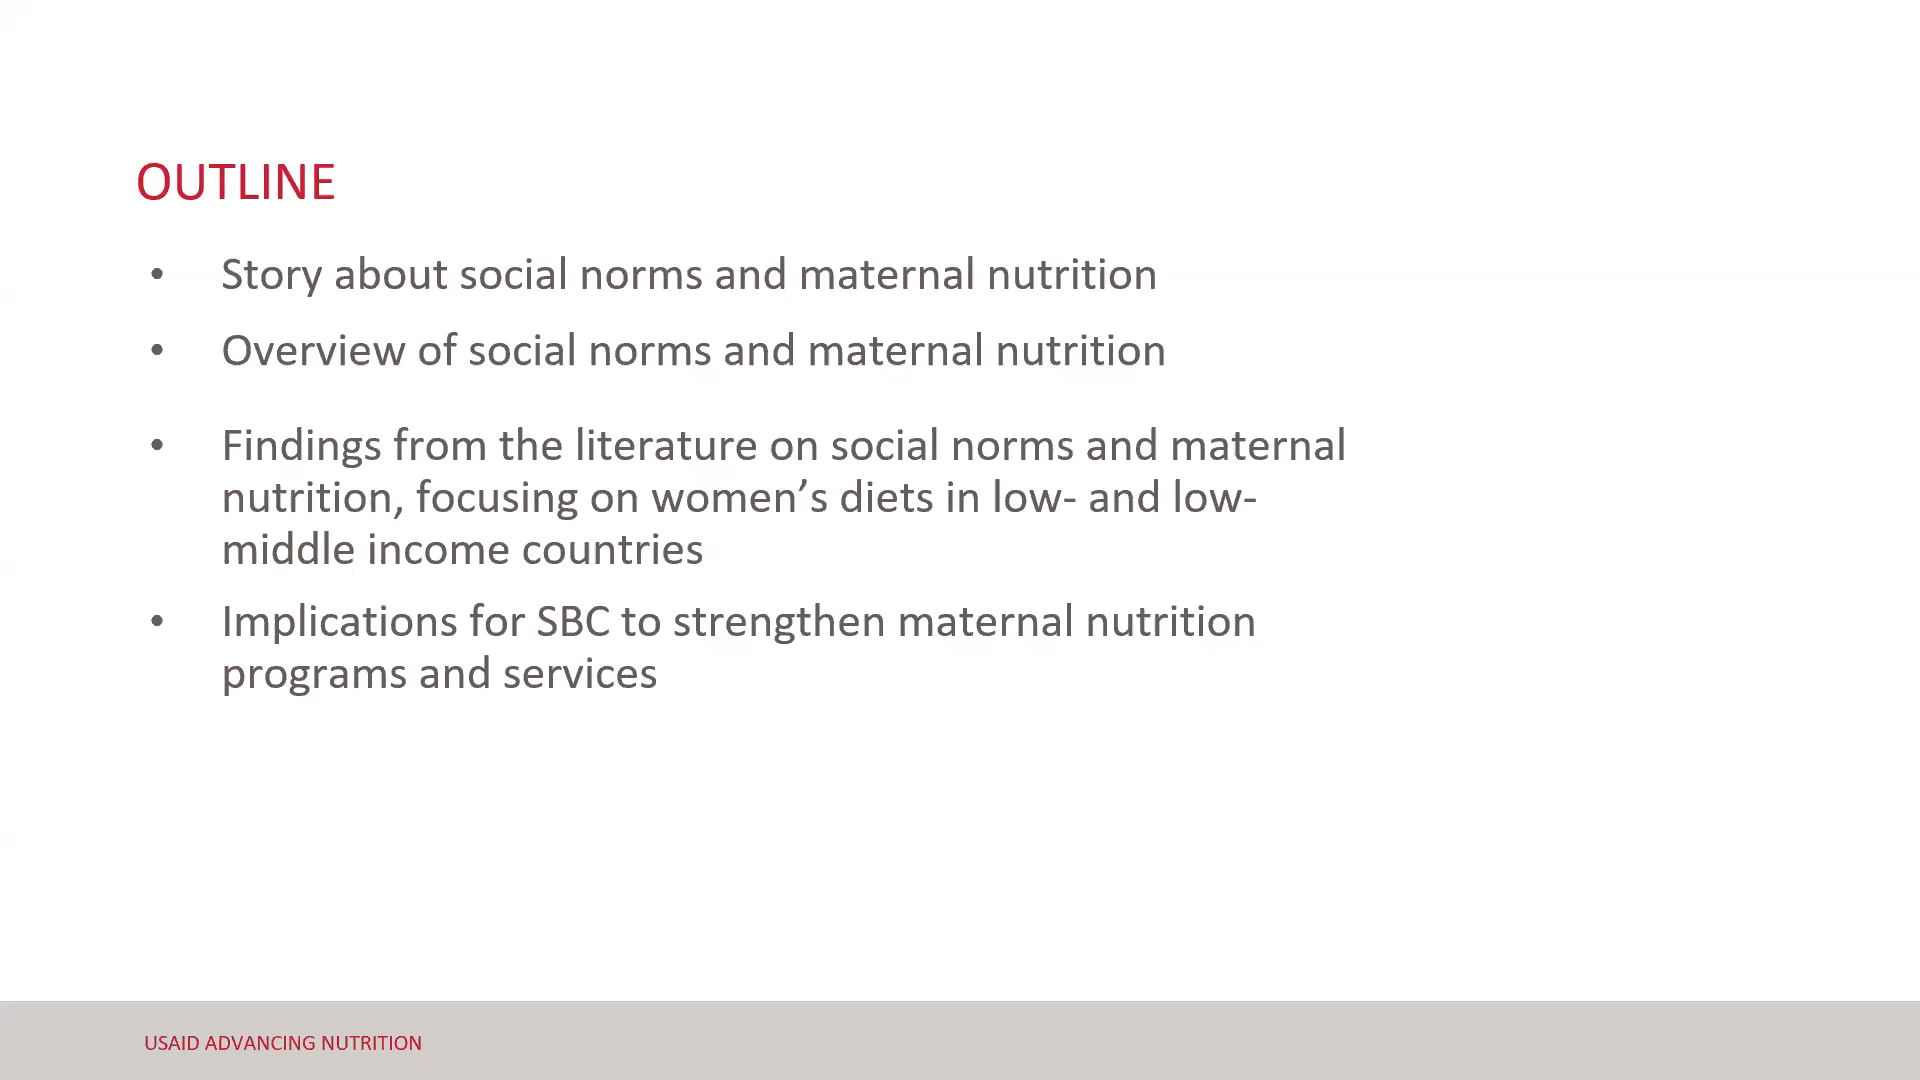 OUTLINE
• Story about social norms and maternal nutrition
• Overview of social norms and maternal nutrition
• Findings from the literature on social norms and maternal
nutrition, focusing on women’s diets in low- and low-
middle income countries
• Implications for SBC to strengthen maternal nutrition
programs and services
USAID ADVANCING NUTRITION